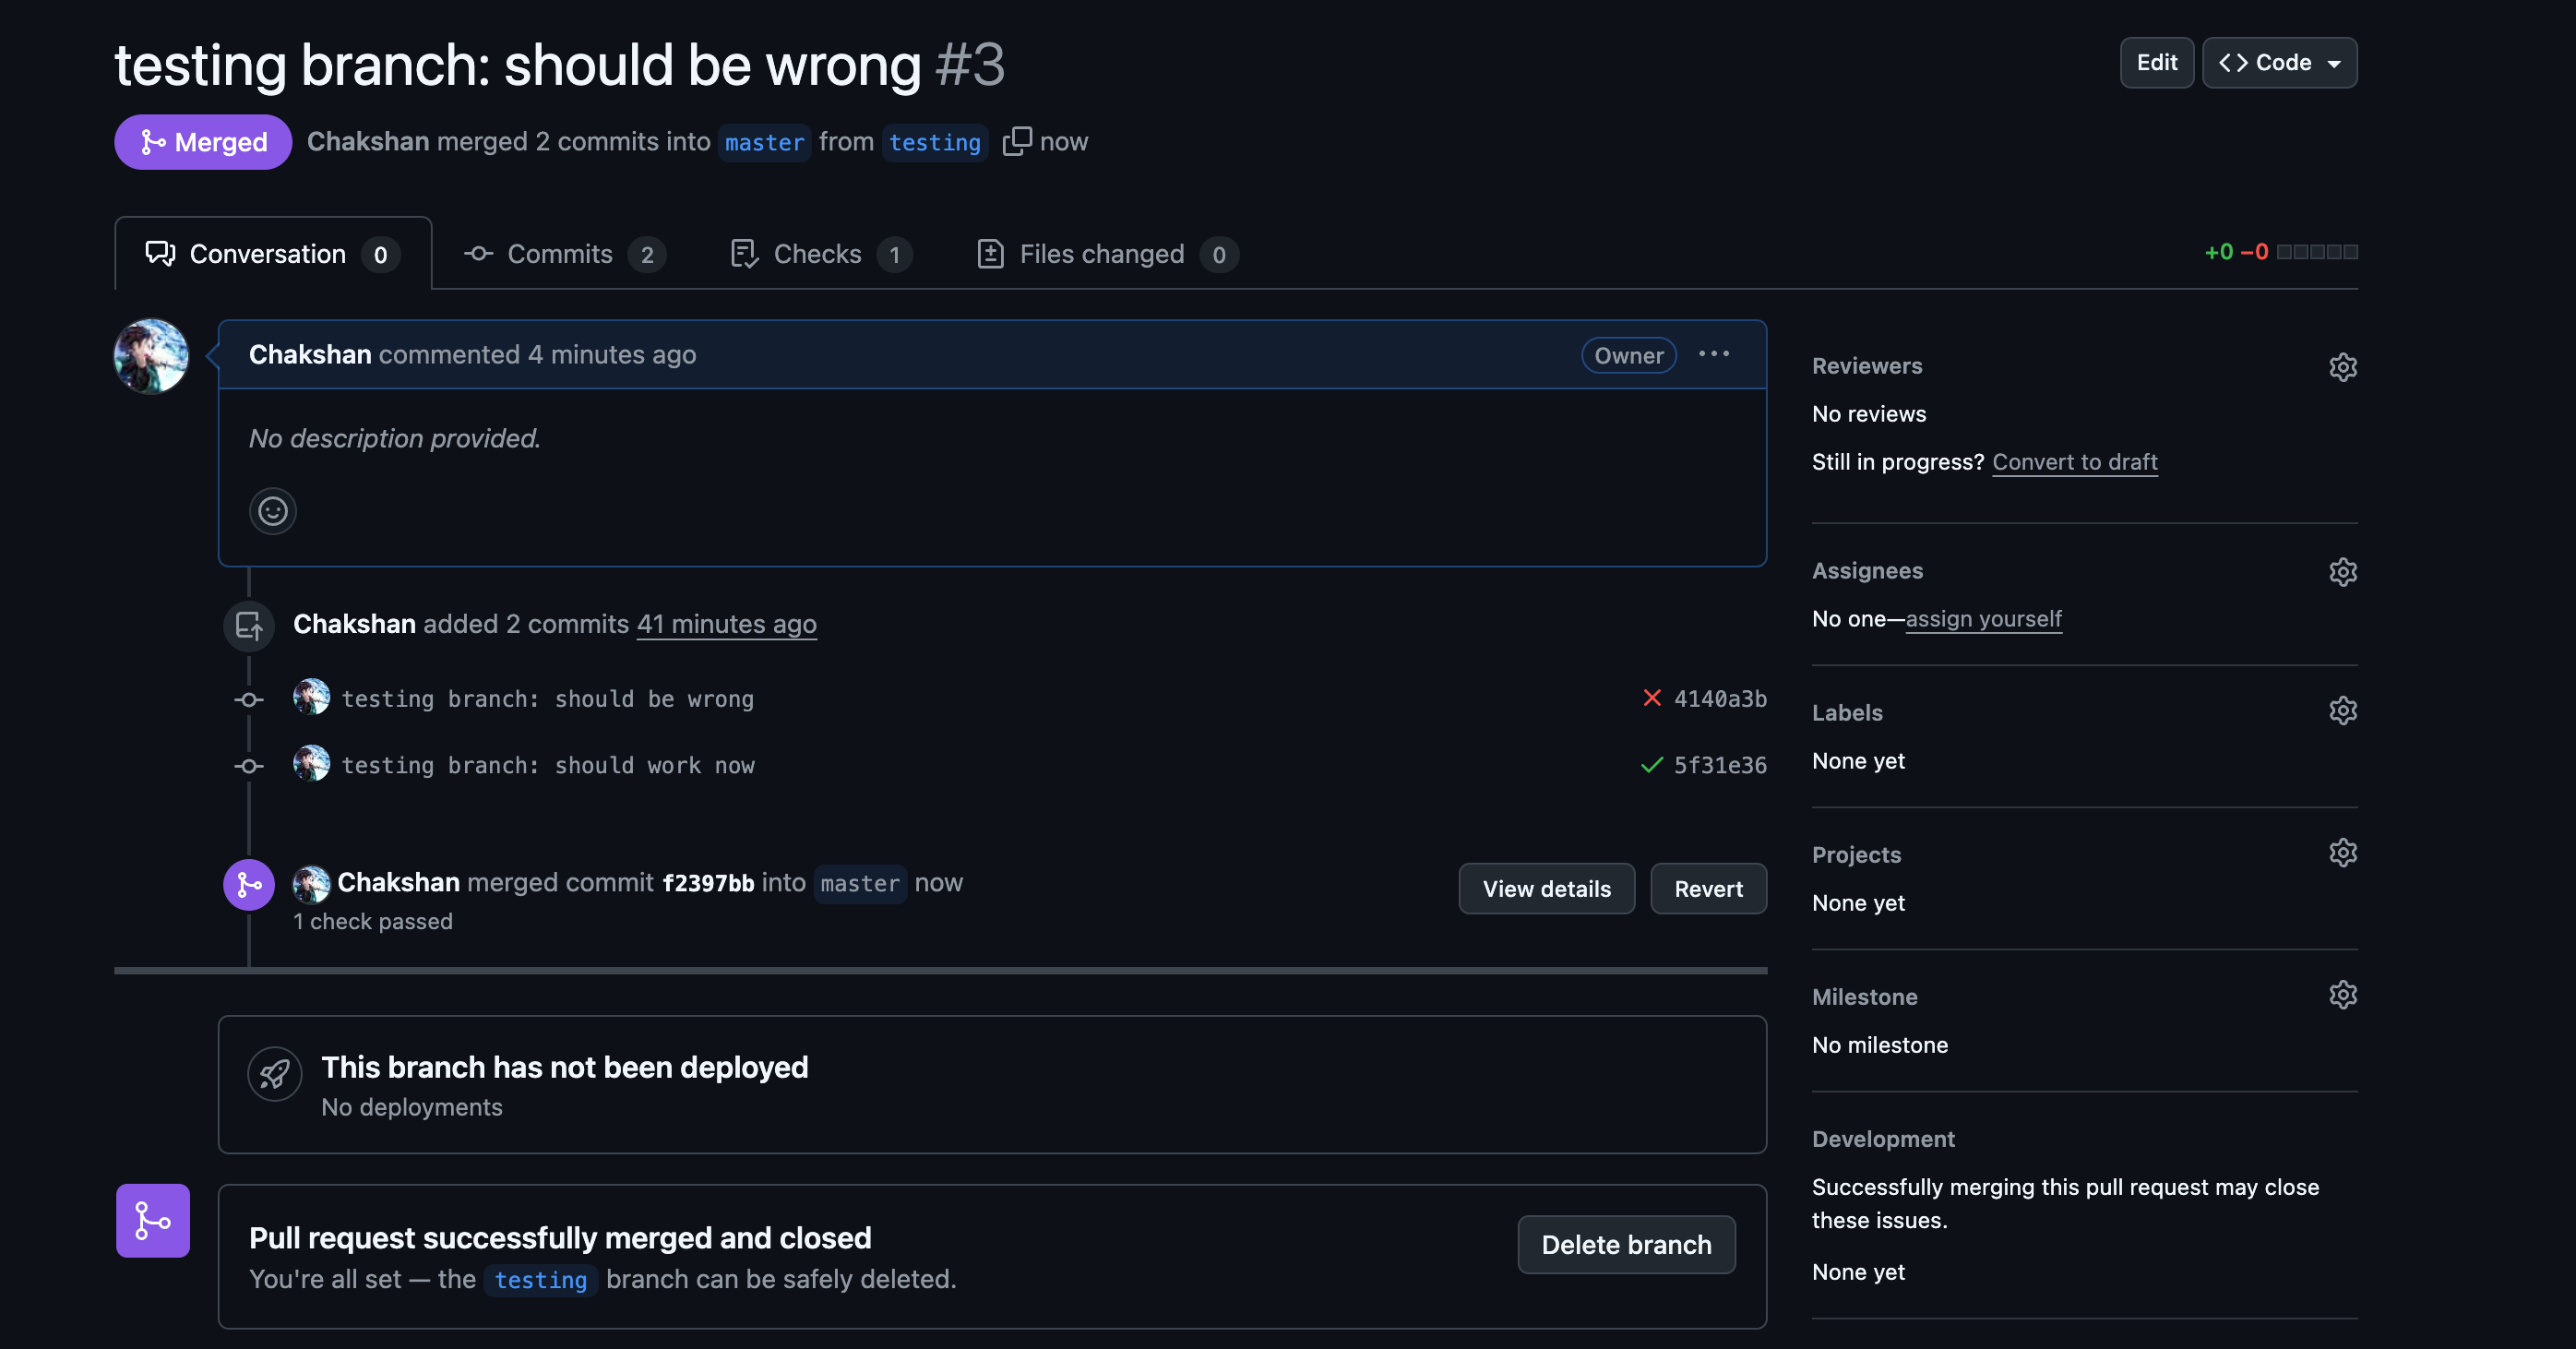 testing branch: should be wrong #3
Edit
<> Code
Merged
Chakshan merged 2 commits into master from testing now
Conversation 0
Commits 2
Checks 1
Files changed 0
+0 −0
Chakshan commented 4 minutes ago
Owner
No description provided.
Chakshan added 2 commits 41 minutes ago
testing branch: should be wrong
4140a3b
testing branch: should work now
5f31e36
Chakshan merged commit f2397bb into master now
1 check passed
View details
Revert
This branch has not been deployed
No deployments
Pull request successfully merged and closed
You're all set — the testing branch can be safely deleted.
Delete branch
Reviewers
No reviews
Still in progress? Convert to draft
Assignees
No one—assign yourself
Labels
None yet
Projects
None yet
Milestone
No milestone
Development
Successfully merging this pull request may close
these issues.
None yet